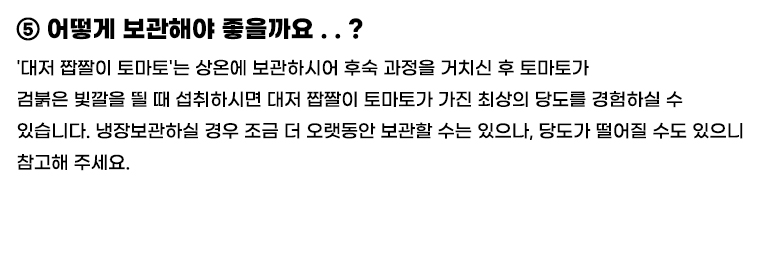 ⑤ 어떻게 보관해야 좋을까요 . . ?
'대저 짭짤이 토마토'는 상온에 보관하시어 후숙 과정을 거치신 후 토마토가
검붉은 빛깔을 띌 때 섭취하시면 대저 짭짤이 토마토가 가진 최상의 당도를 경험하실 수
있습니다. 냉장보관하실 경우 조금 더 오랫동안 보관할 수는 있으나, 당도가 떨어질 수도 있으니
참고해 주세요.